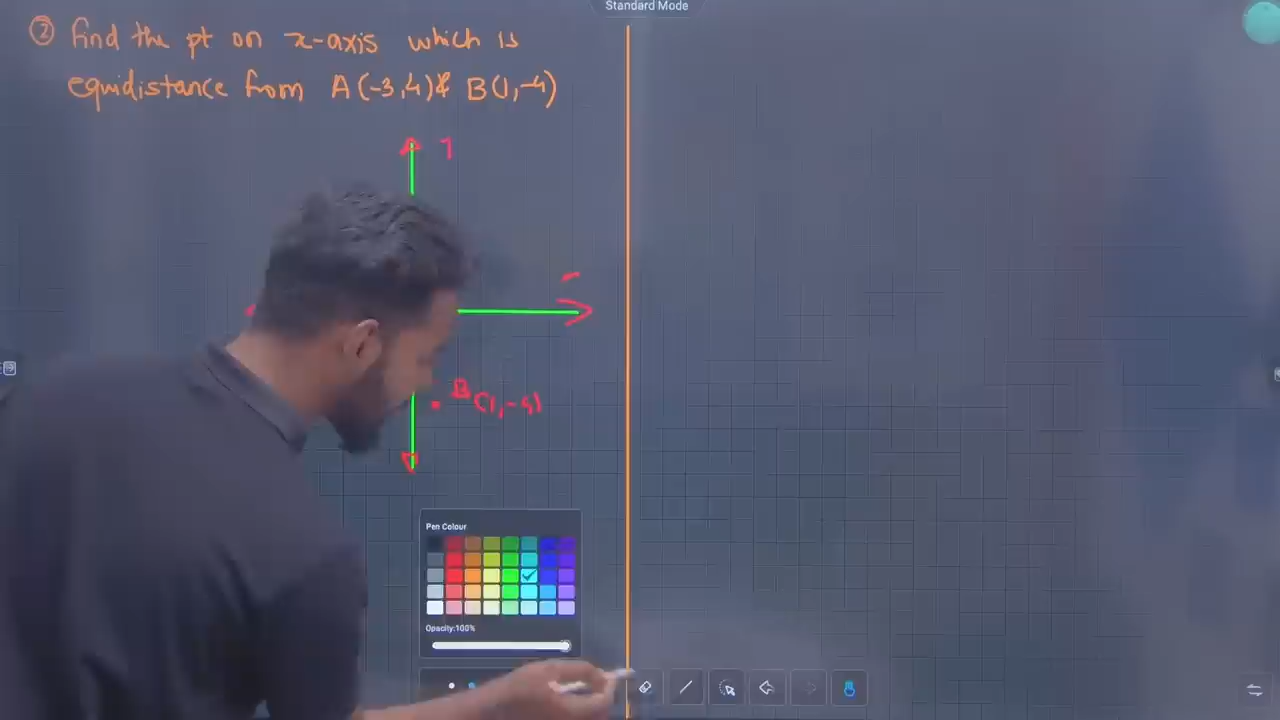 Standard Mode
② Find the pt on x-axis which is
equidistance from A(-3,4) & B(1,-4)
B(1,-4)
Pen Colour
Opacity:100%